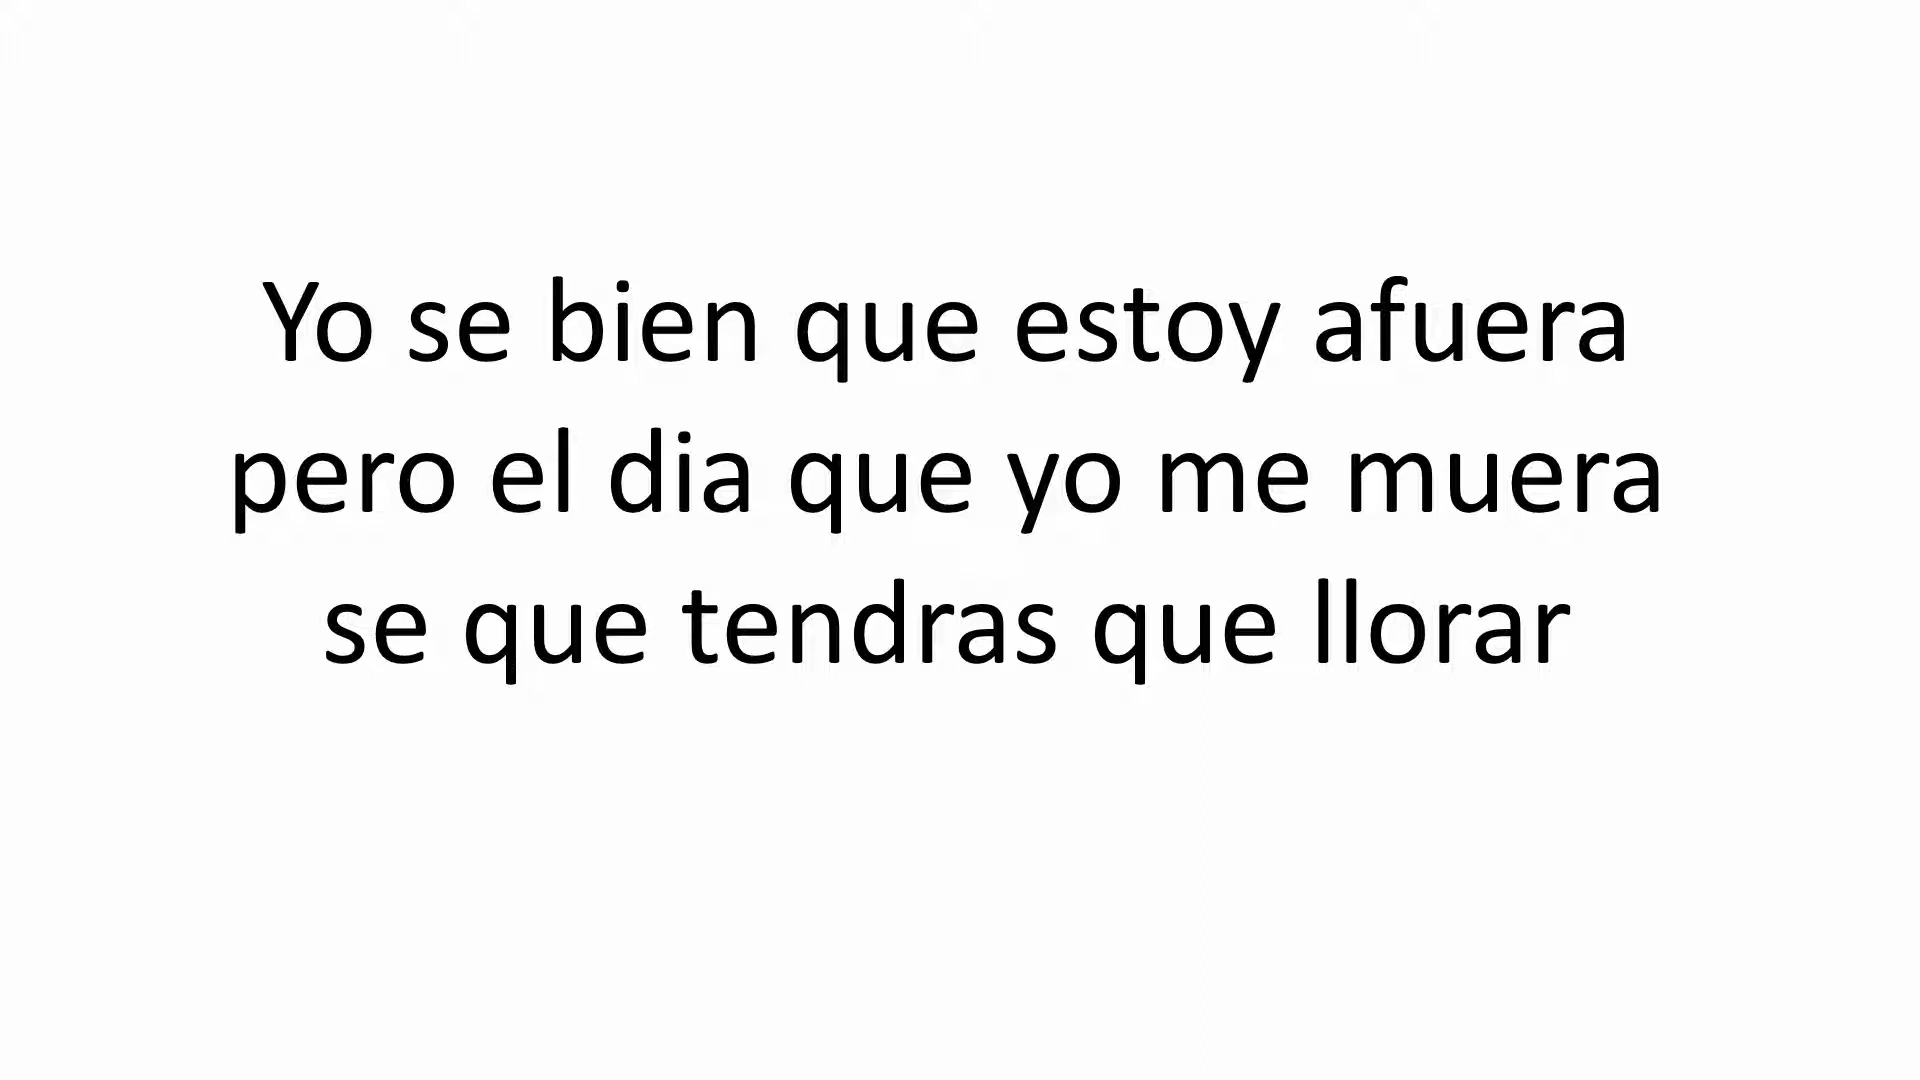 Yo se bien que estoy afuera
pero el dia que yo me muera
se que tendras que llorar